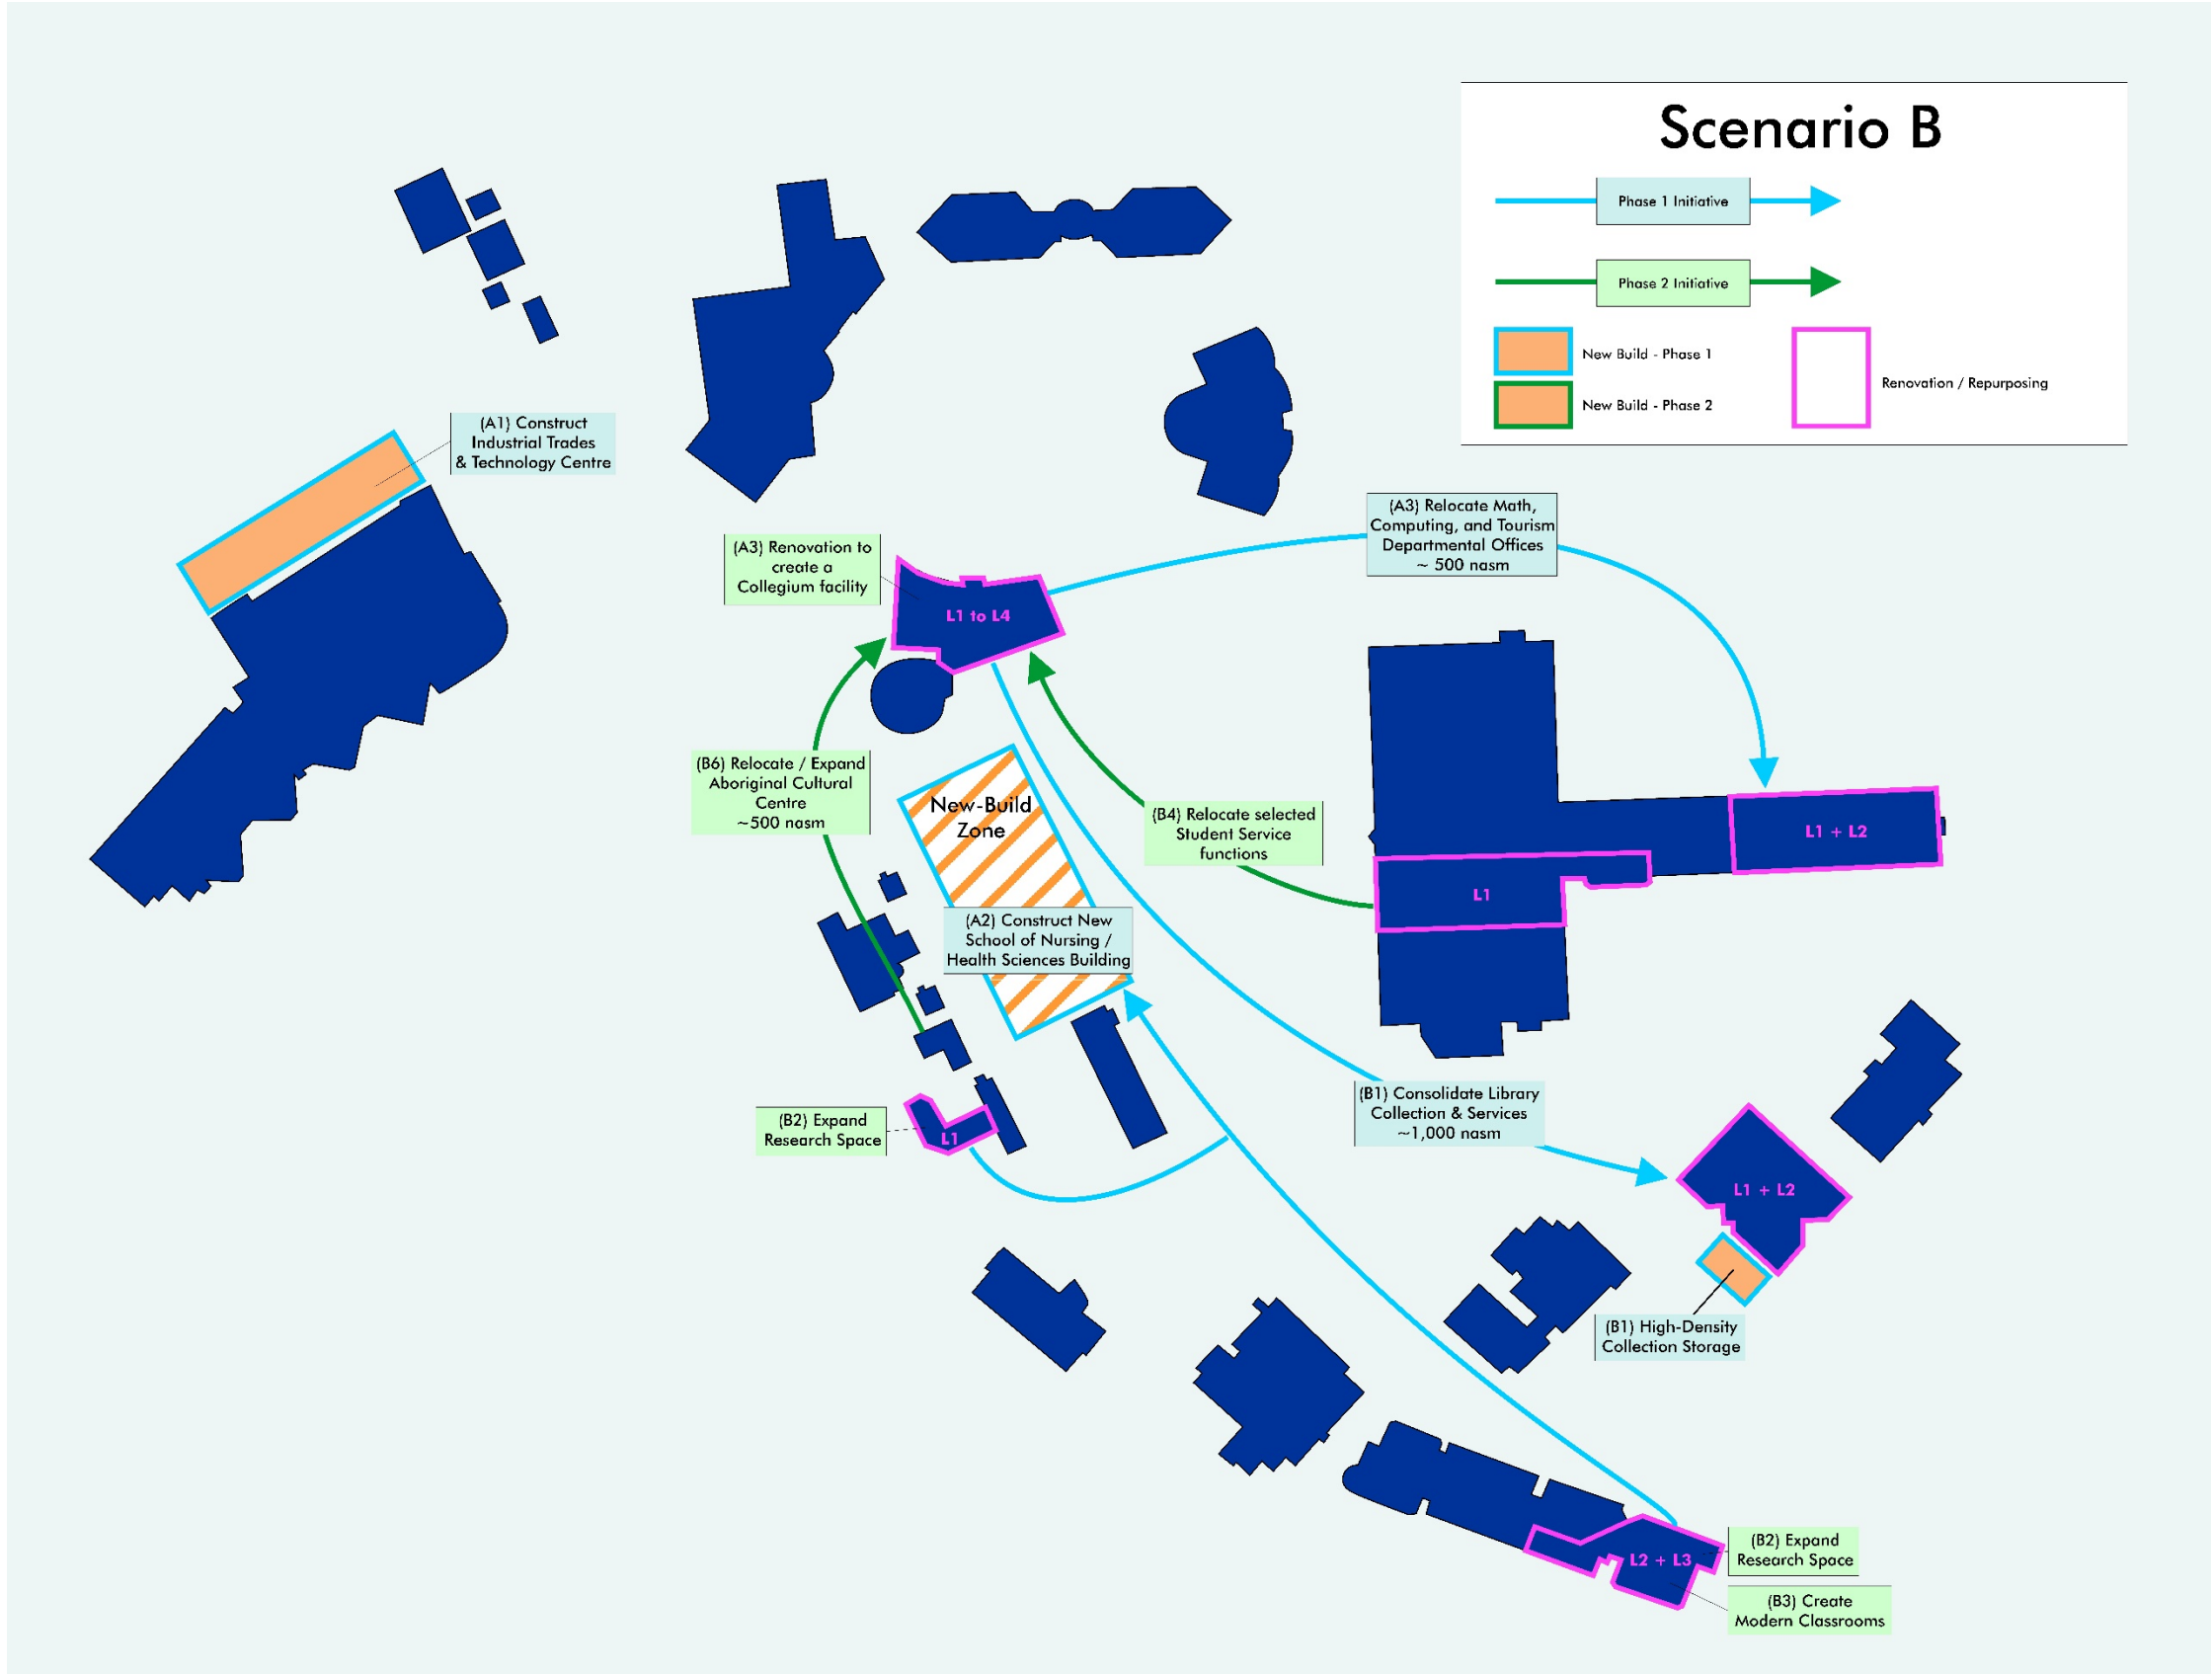 Scenario B
Phase 1 Initiative
Phase 2 Initiative
New Build - Phase 1
New Build - Phase 2
Renovation / Repurposing
(A1) Construct
Industrial Trades
& Technology Centre
(A3) Relocate Math,
Computing, and Tourism
Departmental Offices
~ 500 nasm
(A3) Renovation to
create a
Collegium facility
L1 to L4
(B6) Relocate / Expand
Aboriginal Cultural
Centre
~500 nasm
New-Build
Zone
(B4) Relocate selected
Student Service
functions
L1 + L2
L1
(A2) Construct New
School of Nursing /
Health Sciences Building
(B2) Expand
Research Space
L1
(B1) Consolidate Library
Collection & Services
~1,000 nasm
L1 + L2
(B1) High-Density
Collection Storage
L2 + L3
(B2) Expand
Research Space
(B3) Create
Modern Classrooms